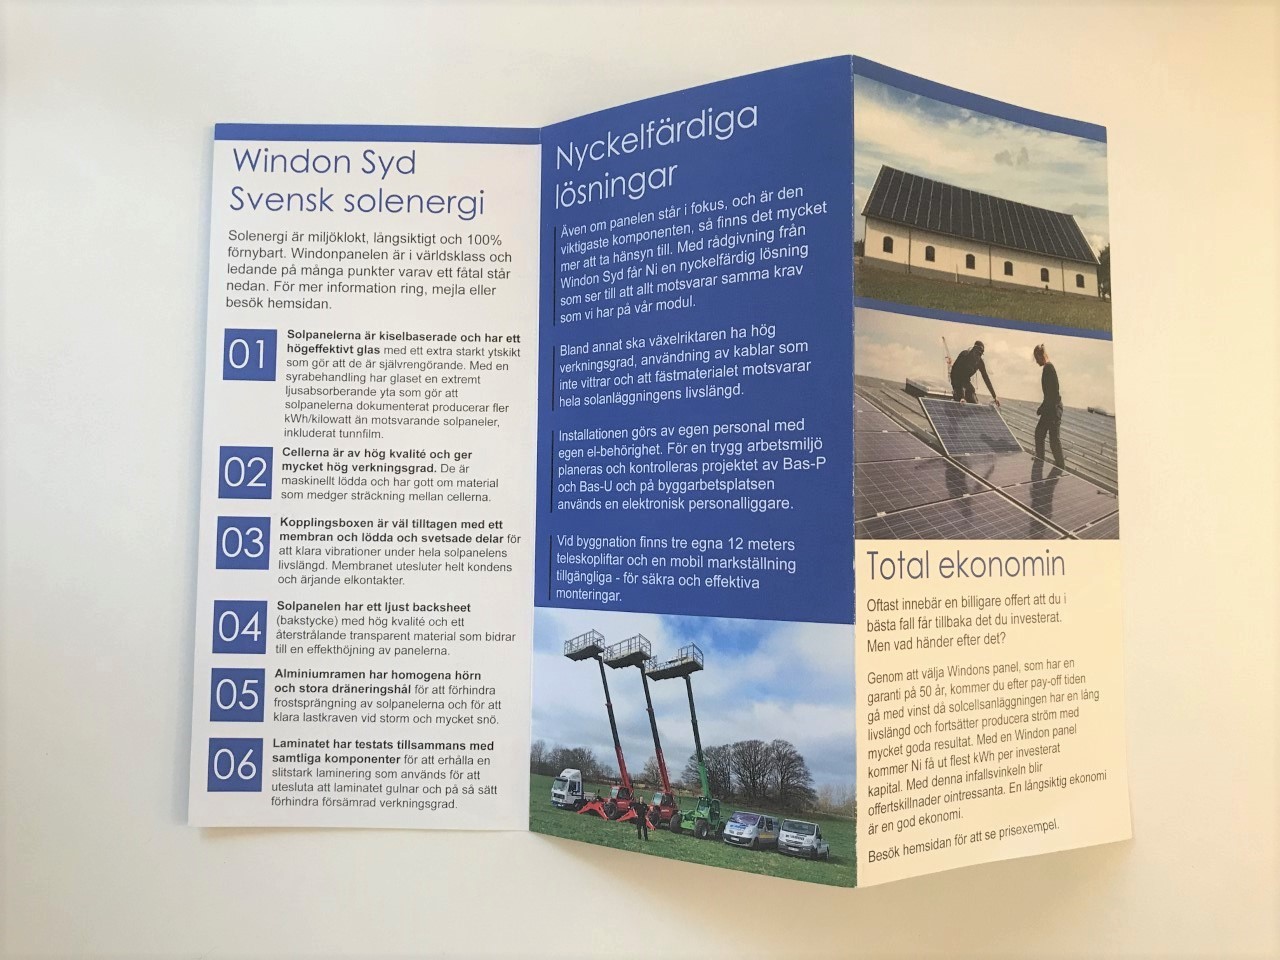 Windon Syd
Svensk solenergi
Solenergi är miljöklokt, långsiktigt och 100%
förnybart. Windonpanelen är i världsklass och
ledande på många punkter varav ett fåtal står
nedan. För mer information ring, mejla eller
besök hemsidan.
01
Solpanelerna är kiselbaserade och har ett
högeffektivt glas med ett extra starkt ytskikt
som gör att de är självrengörande. Med en
syrabehandling har glaset en extremt
ljusabsorberande yta som gör att
solpanelerna dokumenterat producerar fler
kWh/kilowatt än motsvarande solpaneler,
inkluderat tunnfilm.
02
Cellerna är av hög kvalité och ger
mycket hög verkningsgrad. De är
maskinellt lödda och har gott om material
som medger sträckning mellan cellerna.
03
Kopplingsboxen är väl tilltagen med ett
membran och lödda och svetsade delar för
att klara vibrationer under hela solpanelens
livslängd. Membranet utesluter helt kondens
och ärjande elkontakter.
04
Solpanelen har ett ljust backsheet
(bakstycke) med hög kvalité och ett
återstrålande transparent material som bidrar
till en effekthöjning av panelerna.
05
Alminiumramen har homogena hörn
och stora dräneringshål för att förhindra
frostsprängning av solpanelerna och för att
klara lastkraven vid storm och mycket snö.
06
Laminatet har testats tillsammans med
samtliga komponenter för att erhålla en
slitstark laminering som används för att
utesluta att laminatet gulnar och på så sätt
förhindra försämrad verkningsgrad.
Nyckelfärdiga
lösningar
Även om panelen står i fokus, och är den
viktigaste komponenten, så finns det mycket
mer att ta hänsyn till. Med rådgivning från
Windon Syd får Ni en nyckelfärdig lösning
som ser till att allt motsvarar samma krav
som vi har på vår modul.
Bland annat ska växelriktaren ha hög
verkningsgrad, användning av kablar som
inte vittrar och att fästmaterialet motsvarar
hela solanläggningens livslängd.
Installationen görs av egen personal med
egen el-behörighet. För en trygg arbetsmiljö
planeras och kontrolleras projektet av Bas-P
och Bas-U och på byggarbetsplatsen
används en elektronisk personalliggare.
Vid byggnation finns tre egna 12 meters
teleskopliftar och en mobil markställning
tillgängliga - för säkra och effektiva
monteringar.
Total ekonomin
Oftast innebär en billigare offert att du i
bästa fall får tillbaka det du investerat.
Men vad händer efter det?
Genom att välja Windons panel, som har en
garanti på 50 år, kommer du efter pay-off tiden
gå med vinst då solcellsanläggningen har en lång
livslängd och fortsätter producera ström med
mycket goda resultat. Med en Windon panel
kommer Ni få ut flest kWh per investerat
kapital. Med denna infallsvinkeln blir
offertskillnader ointressanta. En långsiktig ekonomi
är en god ekonomi.
Besök hemsidan för att se prisexempel.